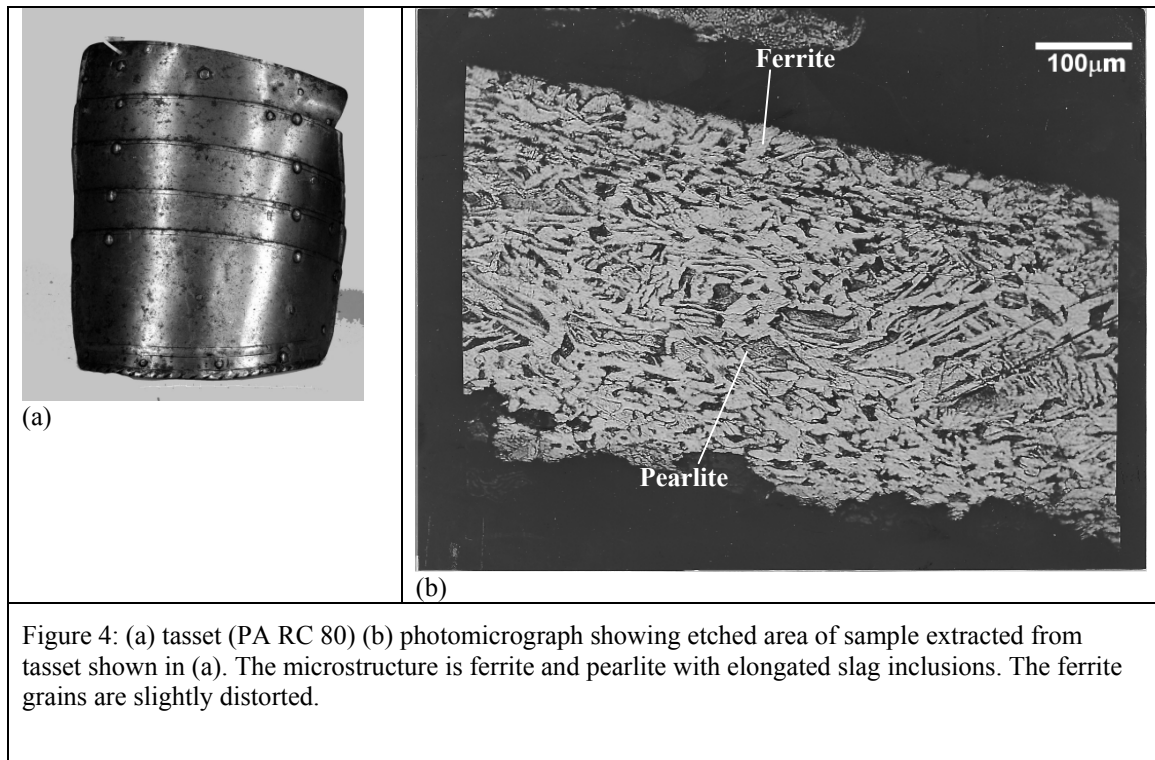 Ferrite
100µm
Pearlite
(a)
(b)
Figure 4: (a) tasset (PA RC 80) (b) photomicrograph showing etched area of sample extracted from
tasset shown in (a). The microstructure is ferrite and pearlite with elongated slag inclusions. The ferrite
grains are slightly distorted.